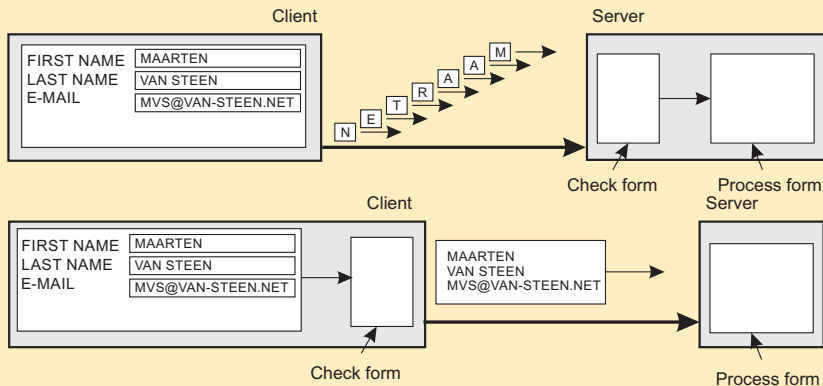 Client
Server
FIRST NAME MAARTEN
LAST NAME VAN STEEN
E-MAIL MVS@VAN-STEEN.NET
N E T R A A M
Check form
Process form
Client
Server
FIRST NAME MAARTEN
LAST NAME VAN STEEN
E-MAIL MVS@VAN-STEEN.NET
MAARTEN
VAN STEEN
MVS@VAN-STEEN.NET
Check form
Process form